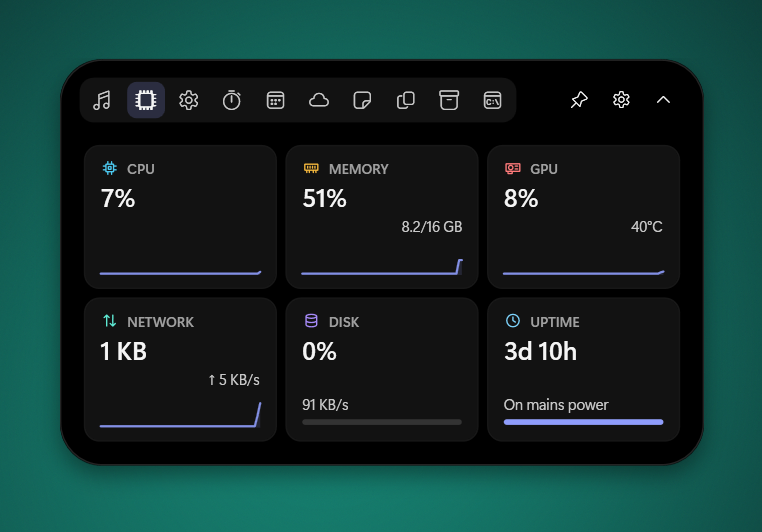 C:\
CPU
7%
MEMORY
51%
8.2/16 GB
GPU
8%
40°C
NETWORK
1 KB
↑ 5 KB/s
DISK
0%
91 KB/s
UPTIME
3d 10h
On mains power